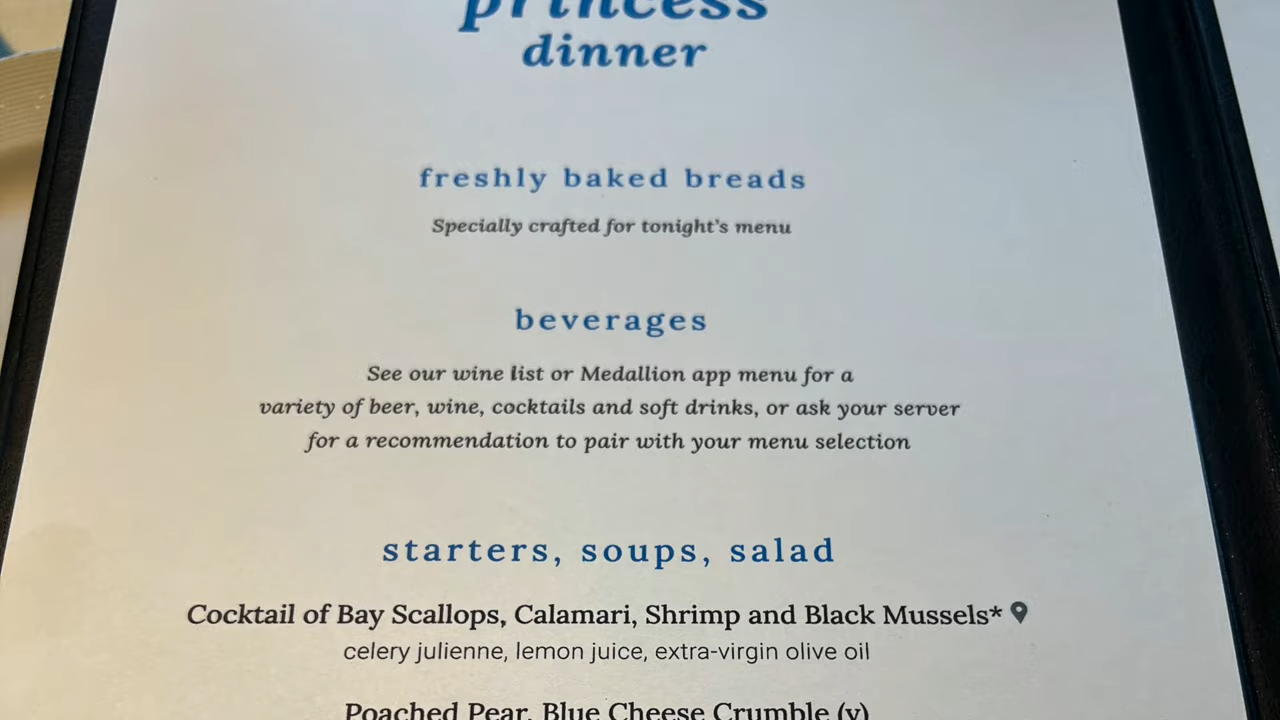 princess
dinner
freshly baked breads
Specially crafted for tonight's menu
beverages
See our wine list or Medallion app menu for a
variety of beer, wine, cocktails and soft drinks, or ask your server
for a recommendation to pair with your menu selection
starters, soups, salad
Cocktail of Bay Scallops, Calamari, Shrimp and Black Mussels*
celery julienne, lemon juice, extra-virgin olive oil
Poached Pear, Blue Cheese Crumble (v)